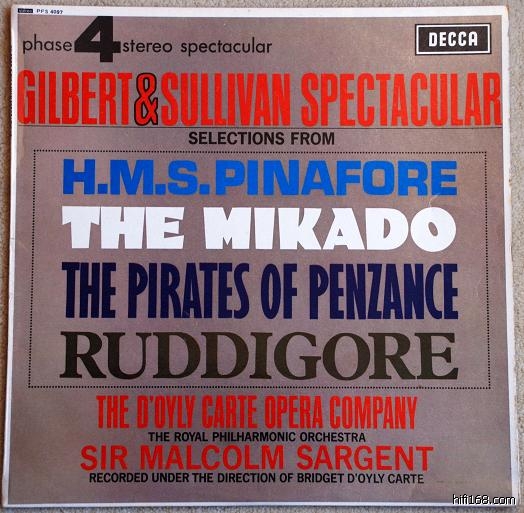 stereo PFS 4097
phase 4 stereo spectacular
DECCA
GILBERT & SULLIVAN SPECTACULAR
SELECTIONS FROM
H.M.S. PINAFORE
THE MIKADO
THE PIRATES OF PENZANCE
RUDDIGORE
THE D'OYLY CARTE OPERA COMPANY
THE ROYAL PHILHARMONIC ORCHESTRA
SIR MALCOLM SARGENT
RECORDED UNDER THE DIRECTION OF BRIDGET D'OYLY CARTE
hifi168.com